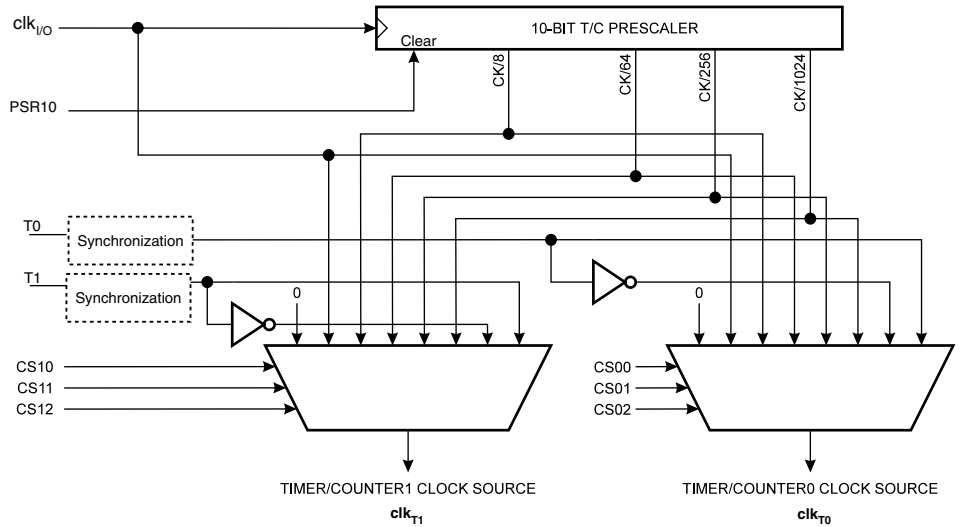 clkI/O
10-BIT T/C PRESCALER
Clear
PSR10
CK/8
CK/64
CK/256
CK/1024
T0
Synchronization
T1
Synchronization
0
0
CS10
CS11
CS12
CS00
CS01
CS02
TIMER/COUNTER1 CLOCK SOURCE
clkT1
TIMER/COUNTER0 CLOCK SOURCE
clkT0